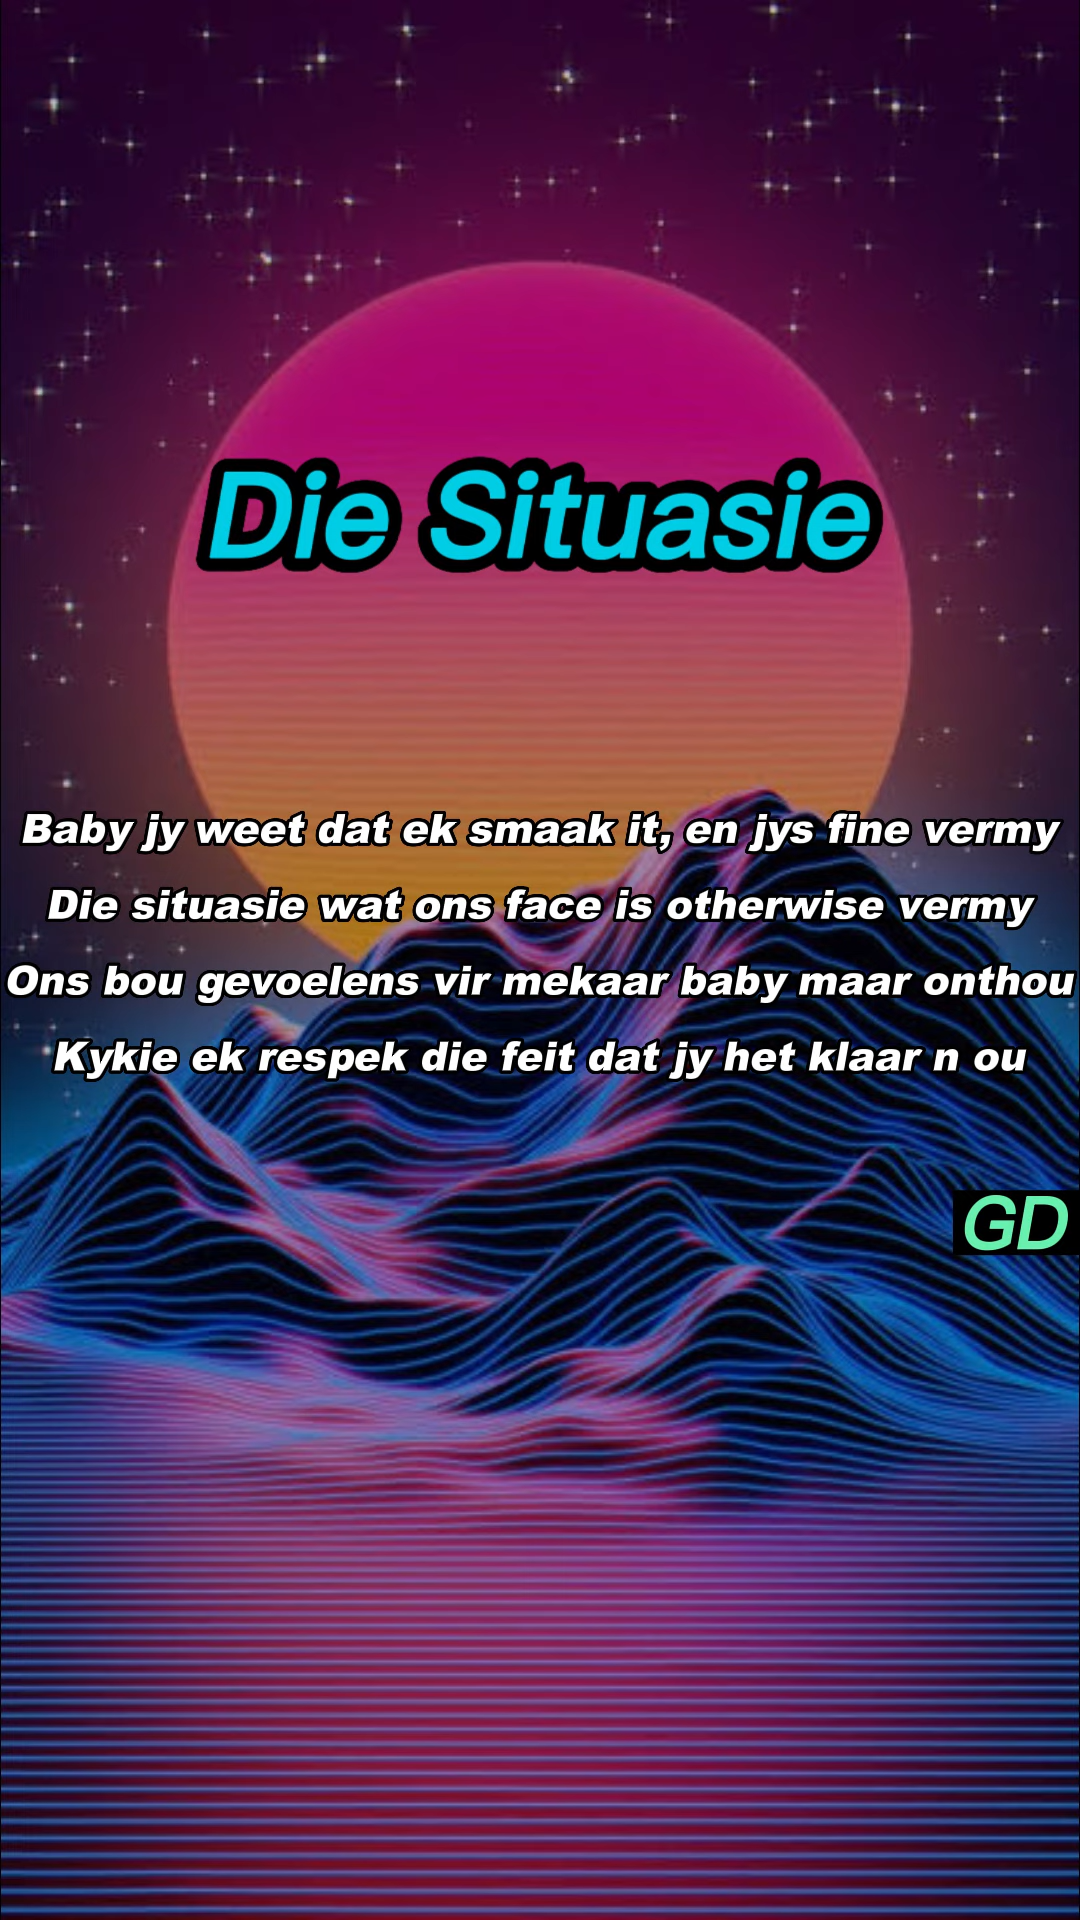 Die Situasie
Baby jy weet dat ek smaak it, en jys fine vermy
Die situasie wat ons face is otherwise vermy
Ons bou gevoelens vir mekaar baby maar onthou
Kykie ek respek die feit dat jy het klaar n ou
GD